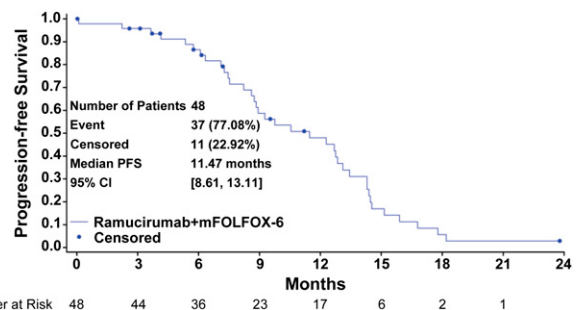 Progression-free Survival
1.0
0.9
0.8
0.7
0.6
0.5
0.4
0.3
0.2
0.1
0.0
Number of Patients 48
Event 37 (77.08%)
Censored 11 (22.92%)
Median PFS 11.47 months
95% CI [8.61, 13.11]
Ramucirumab+mFOLFOX-6
Censored
0 3 6 9 12 15 18 21 24
Months
er at Risk 48 44 36 23 17 6 2 1